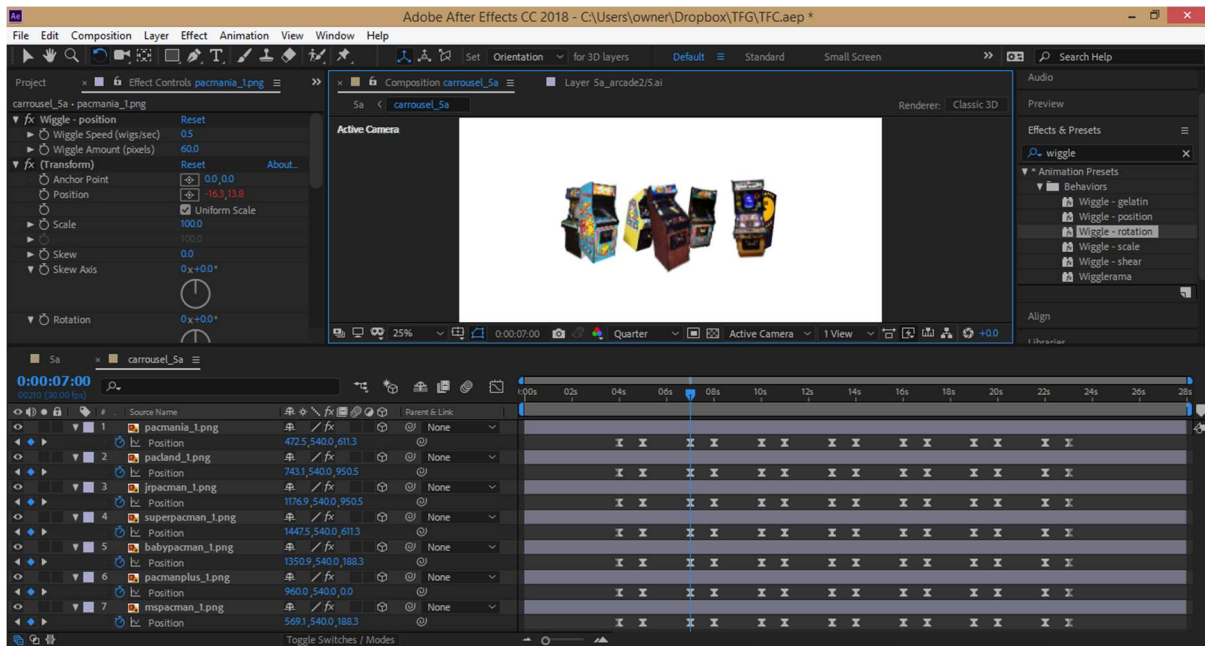 Ae Adobe After Effects CC 2018 - C:\Users\owner\Dropbox\TFG\TFC.aep *
File Edit Composition Layer Effect Animation View Window Help
Set Orientation for 3D layers Default Standard Small Screen Search Help
Project Effect Controls pacmania_1.png
Composition carrousel_5a
Layer 5a_arcade2/5.ai
Audio
carrousel_5a • pacmania_1.png
5a carrousel_5a Renderer: Classic 3D
Preview
fx Wiggle - position Reset
Wiggle Speed (wigs/sec) 0.5
Wiggle Amount (pixels) 60.0
fx (Transform) Reset About...
Anchor Point 0.0,0.0
Position -16.3,13.8
Uniform Scale
Scale 100.0
100.0
Skew 0.0
Skew Axis 0x+0.0°
Rotation 0x+0.0°
Active Camera
Effects & Presets
wiggle
* Animation Presets
Behaviors
Wiggle - gelatin
Wiggle - position
Wiggle - rotation
Wiggle - scale
Wiggle - shear
Wigglerama
Align
Libraries
25% 0:00:07:00 Quarter Active Camera 1 View +0.0
5a carrousel_5a
0:00:07:00
00210 (30.00 fps)
:00s 02s 04s 06s 08s 10s 12s 14s 16s 18s 20s 22s 24s 26s 28s
# Source Name fx Parent & Link
1 pacmania_1.png fx None
Position 472.5,540.0,611.3
2 pacland_1.png fx None
Position 743.1,540.0,950.5
3 jrpacman_1.png fx None
Position 1176.9,540.0,950.5
4 superpacman_1.png fx None
Position 1447.5,540.0,611.3
5 babypacman_1.png fx None
Position 1350.9,540.0,188.3
6 pacmanplus_1.png fx None
Position 960.0,540.0,0.0
7 mspacman_1.png fx None
Position 569.1,540.0,188.3
Toggle Switches / Modes